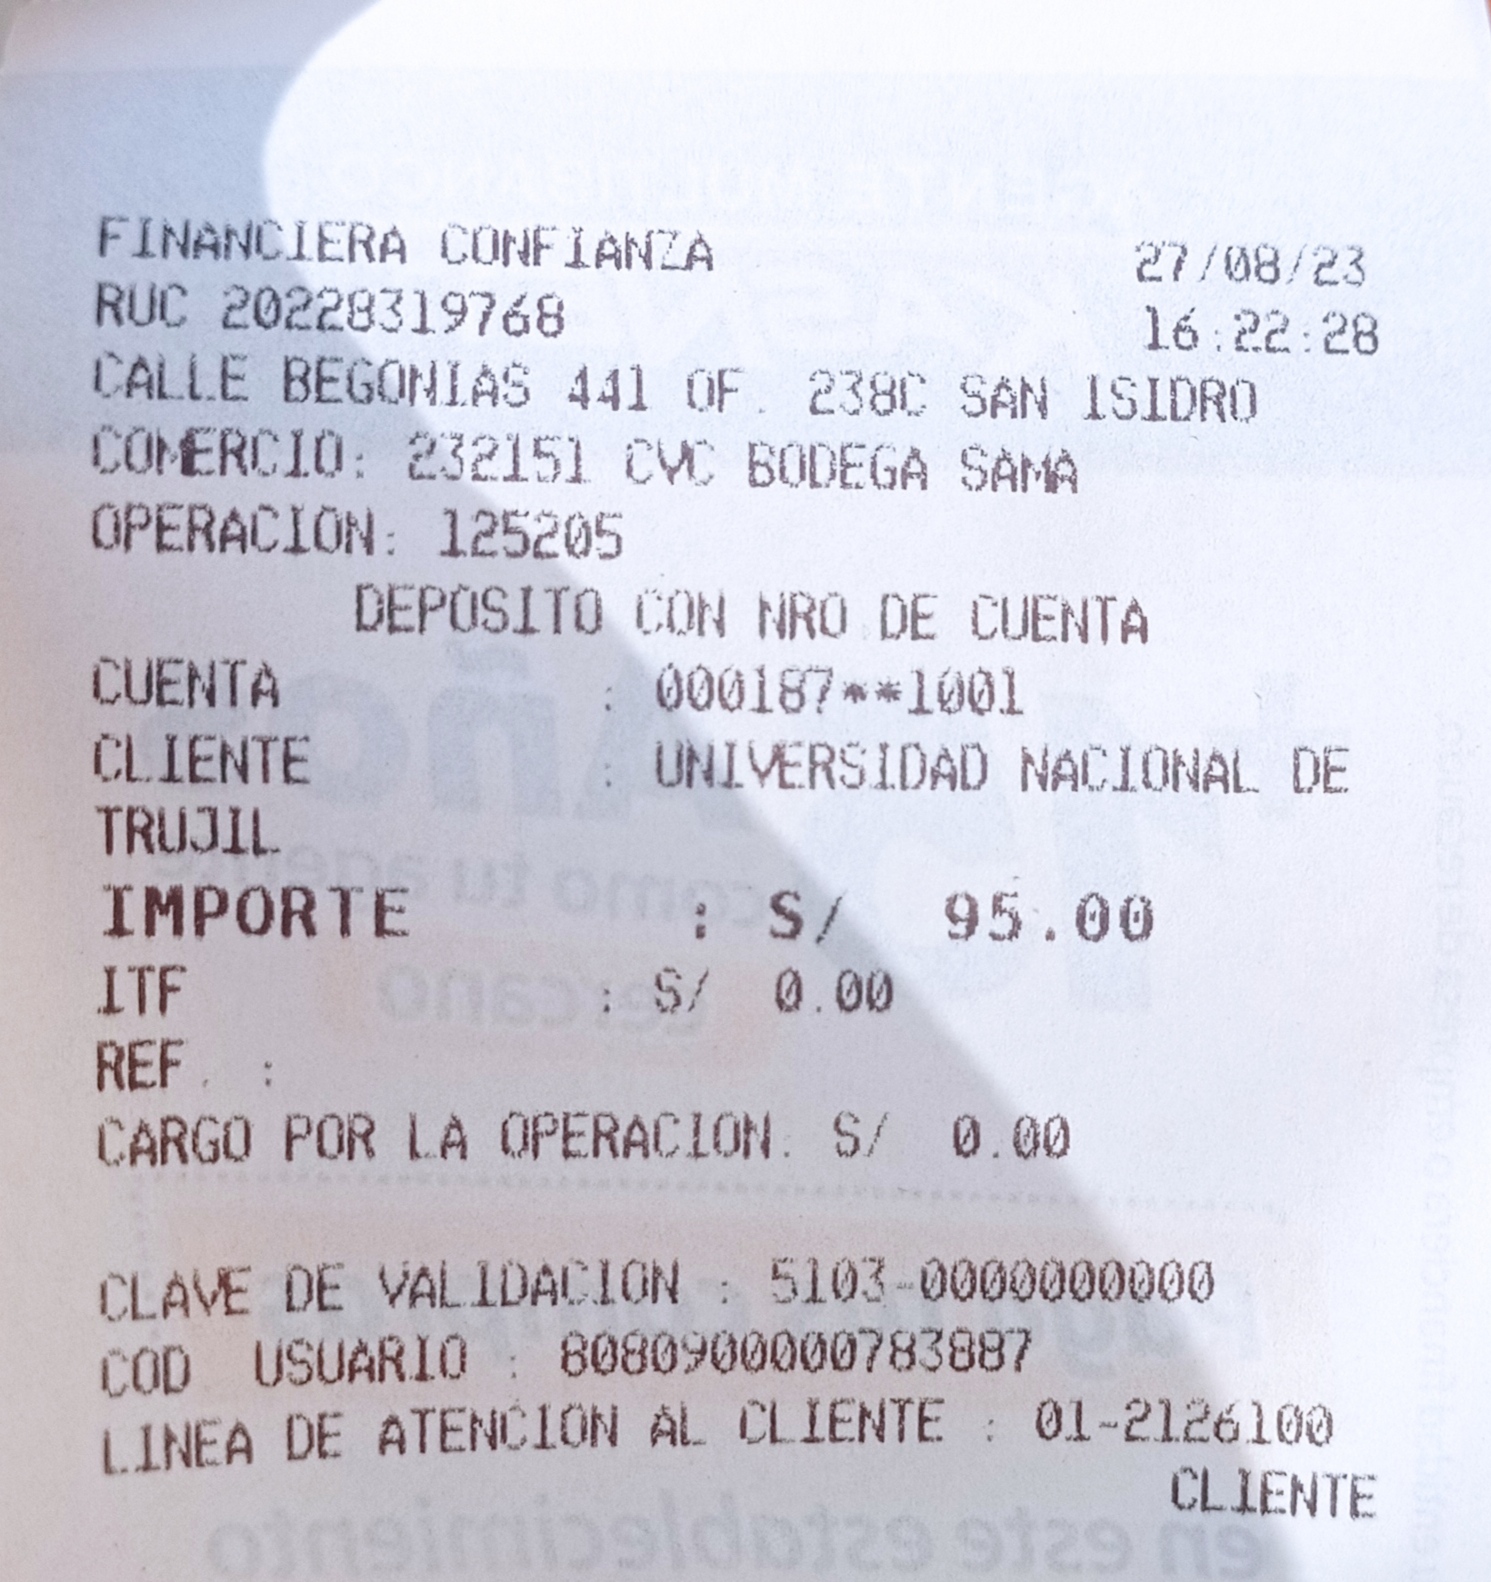 FINANCIERA CONFIANZA 27/08/23
RUC 20228319768 16:22:28
CALLE BEGONIAS 441 OF. 238C SAN ISIDRO
COMERCIO: 232151 CYC BODEGA SAMA
OPERACION: 125205
DEPOSITO CON NRO DE CUENTA
CUENTA : 000187**1001
CLIENTE : UNIVERSIDAD NACIONAL DE
TRUJIL
IMPORTE : S/ 95.00
ITF : S/ 0.00
REF. :
CARGO POR LA OPERACION. S/ 0.00
CLAVE DE VALIDACION : 5103-0000000000
COD USUARIO : 8080900000783887
LINEA DE ATENCION AL CLIENTE : 01-2126100
CLIENTE